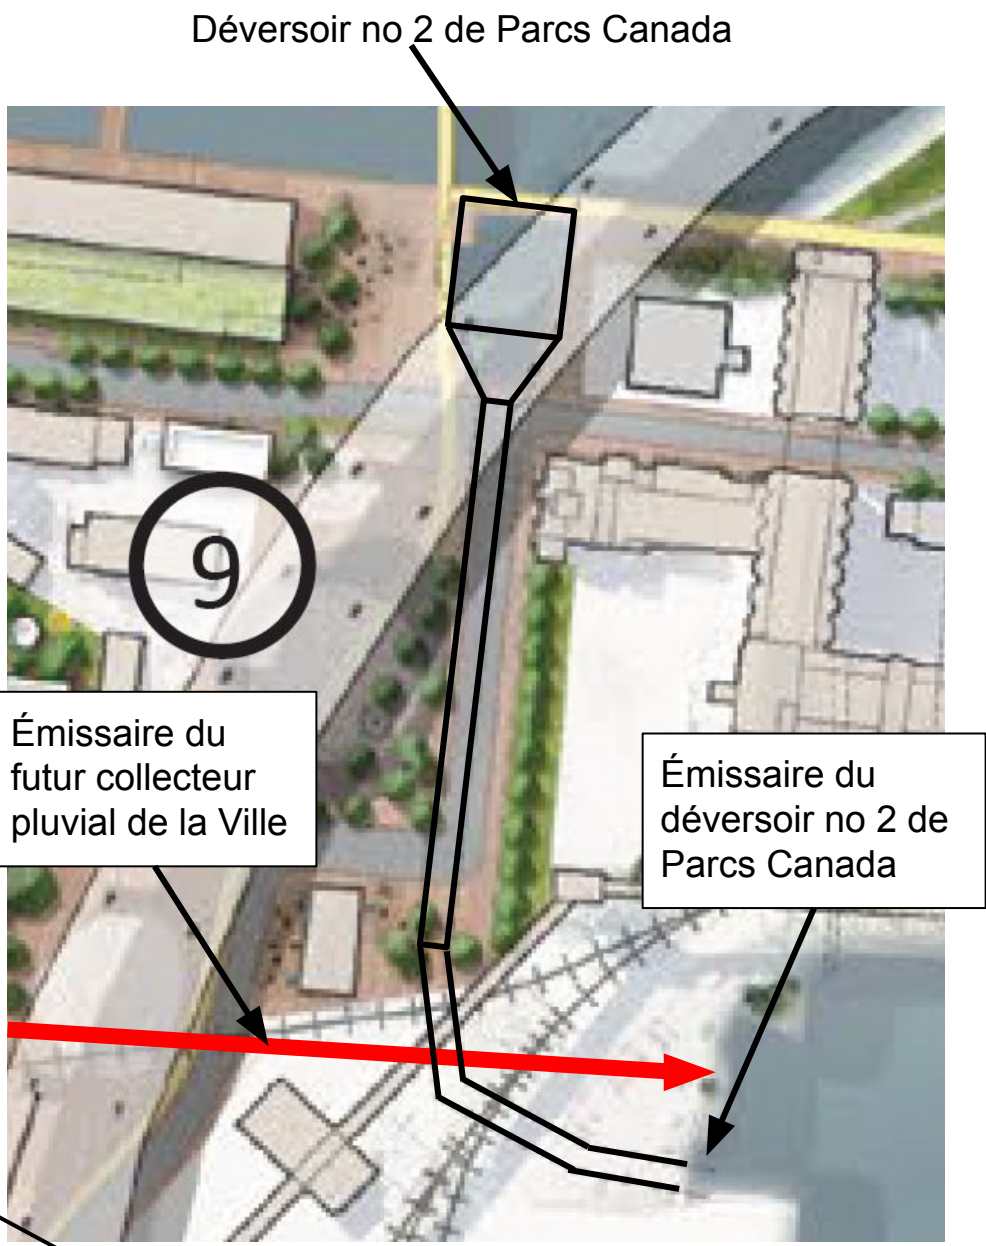 Déversoir no 2 de Parcs Canada
9
Émissaire du
futur collecteur
pluvial de la Ville
Émissaire du
déversoir no 2 de
Parcs Canada